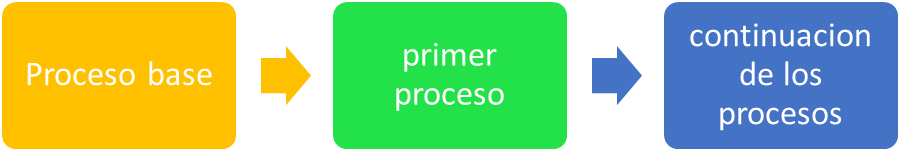 Proceso base
primer
proceso
continuacion
de los
procesos